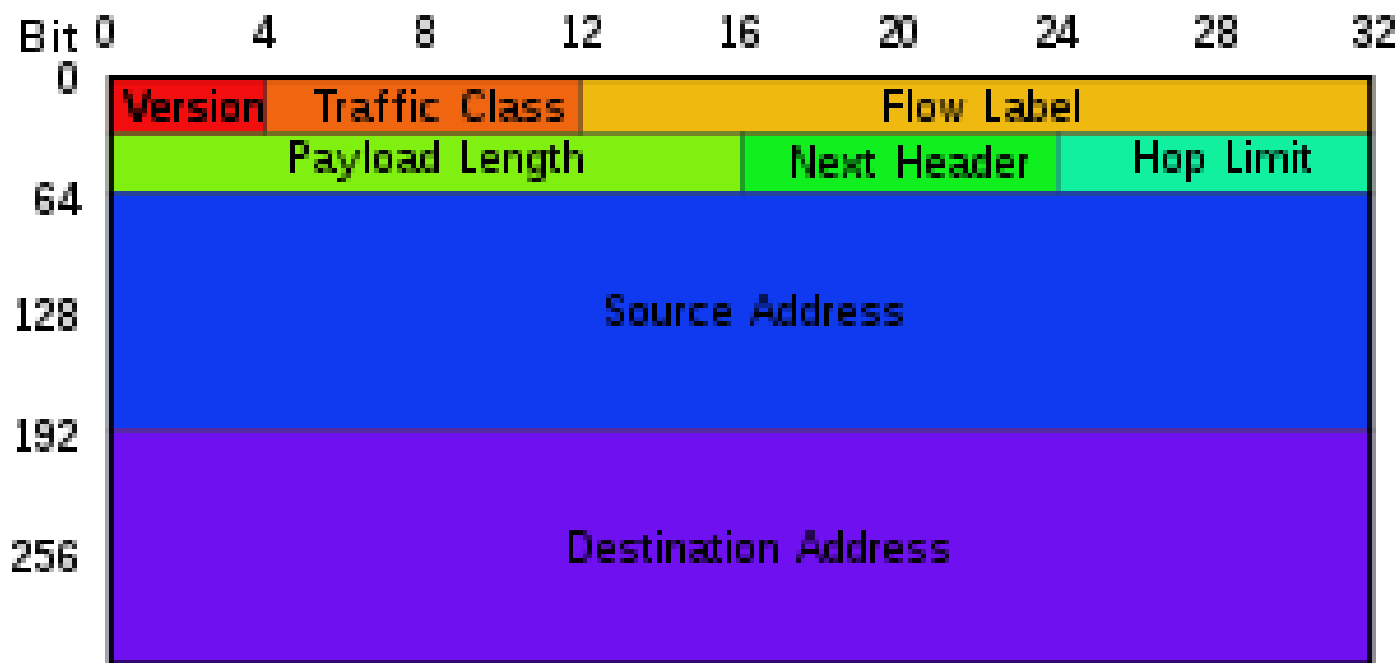 Bit 0 4 8 12 16 20 24 28 32
0
Version Traffic Class Flow Label
Payload Length Next Header Hop Limit
64
128 Source Address
192
256 Destination Address